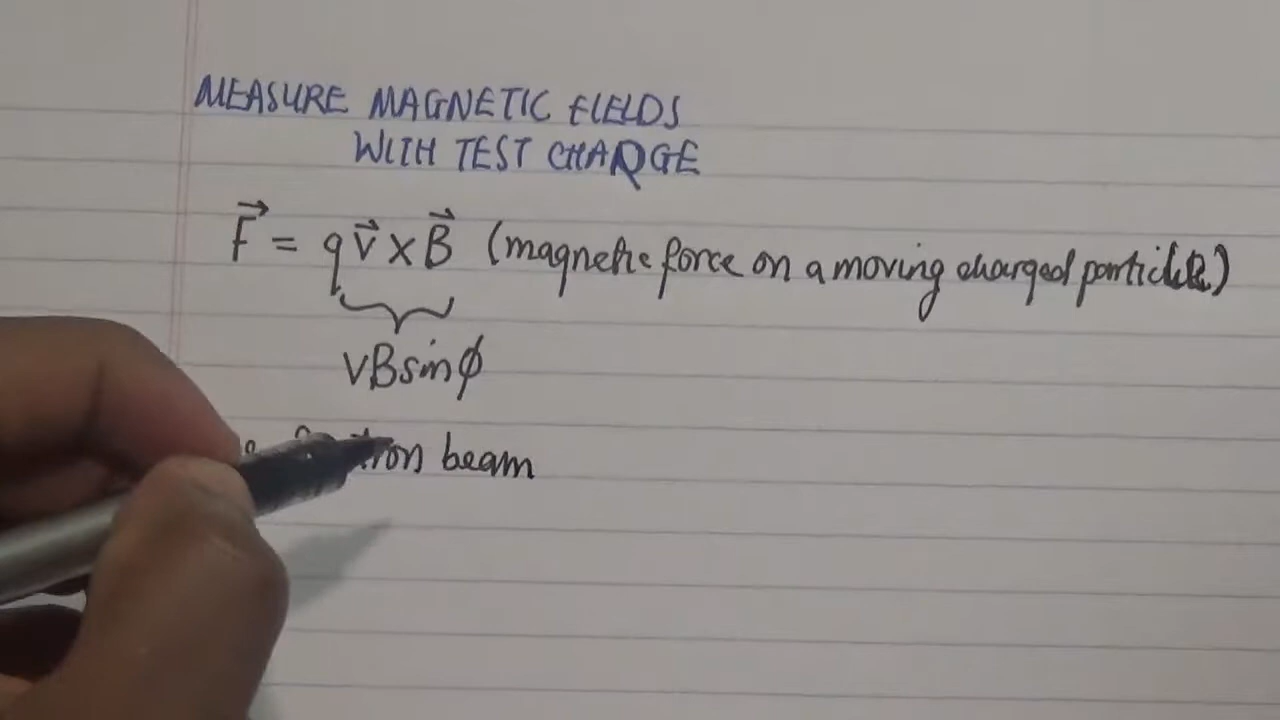 MEASURE MAGNETIC FIELDS
WITH TEST CHARGE
F⃗ = qv⃗ × B⃗ (magnetic force on a moving charged particle)
vBsinϕ
beam